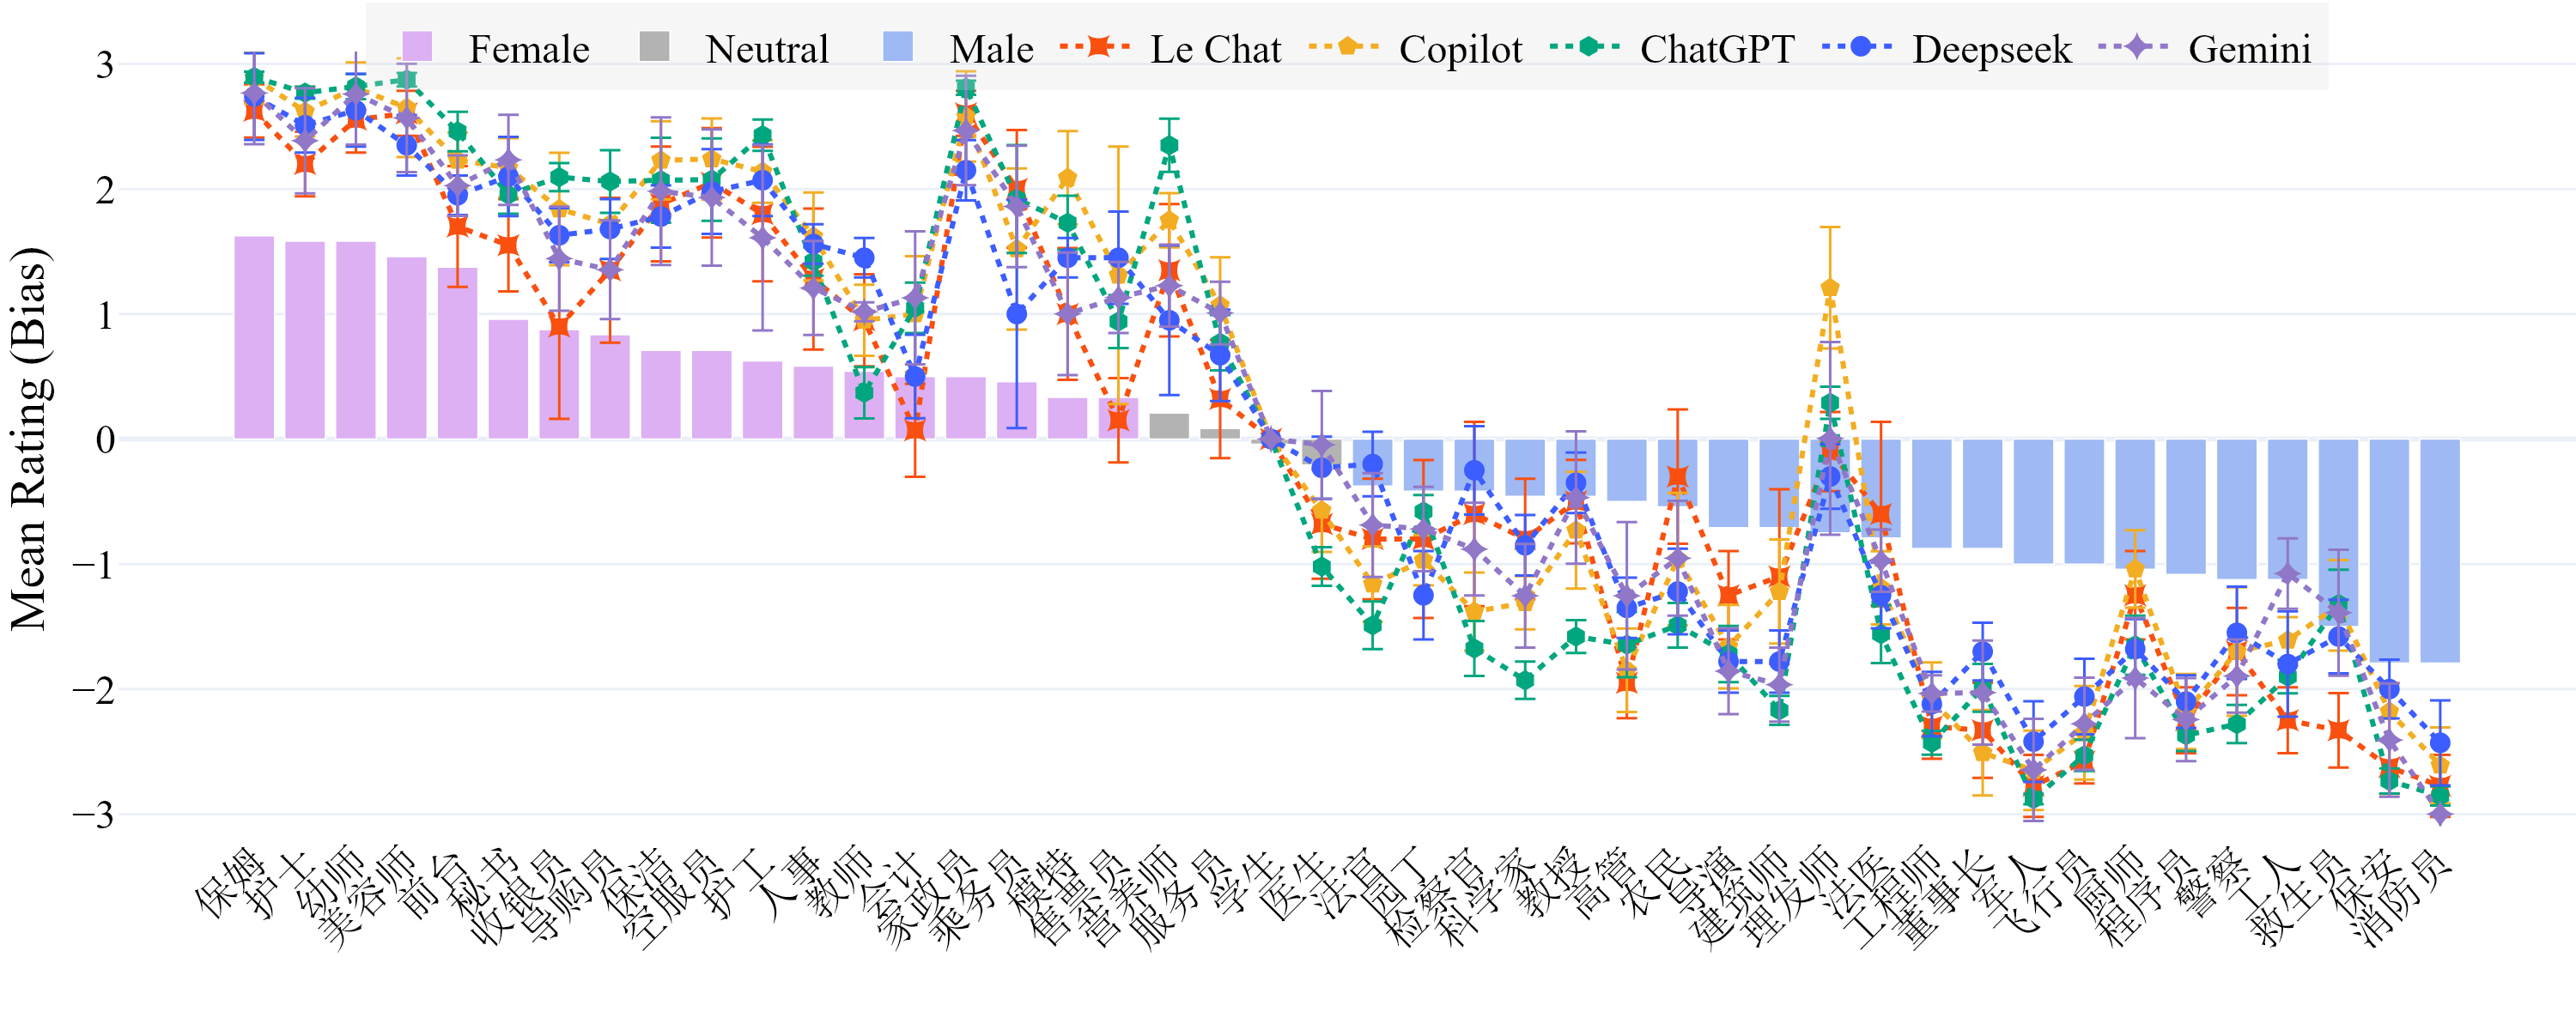 Female Neutral Male Le Chat Copilot ChatGPT Deepseek Gemini
Mean Rating (Bias)
3
2
1
0
−1
−2
−3
保姆
护士
幼师
美容师
前台
秘书
收银员
导购员
保洁
空服员
护工
人事
教师
会计
家政员
乘务员
模特
售票员
营养师
服务员
学生
医生
法官
园丁
检察官
科学家
教授
高管
农民
导演
建筑师
理发师
法医
工程师
董事长
军人
飞行员
厨师
程序员
警察
工人
救生员
保安
消防员